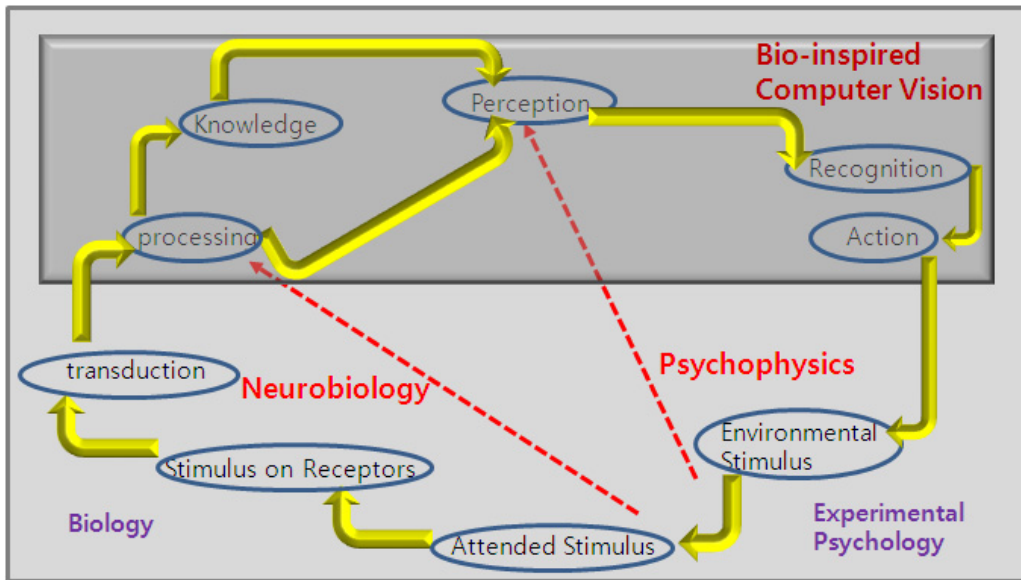 Bio-inspired
Computer Vision
Perception
Knowledge
Recognition
processing
Action
transduction
Neurobiology
Psychophysics
Environmental
Stimulus
Stimulus on Receptors
Biology
Experimental
Psychology
Attended Stimulus